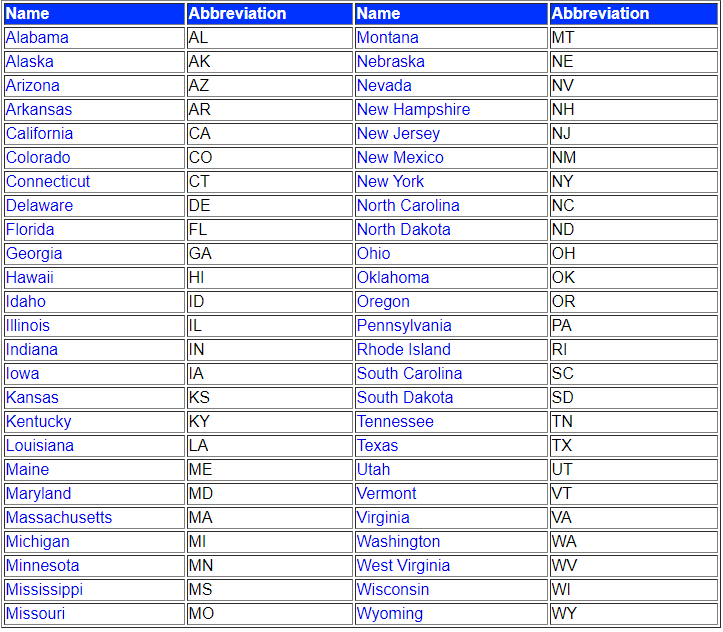 Name Abbreviation Name Abbreviation
Alabama AL Montana MT
Alaska AK Nebraska NE
Arizona AZ Nevada NV
Arkansas AR New Hampshire NH
California CA New Jersey NJ
Colorado CO New Mexico NM
Connecticut CT New York NY
Delaware DE North Carolina NC
Florida FL North Dakota ND
Georgia GA Ohio OH
Hawaii HI Oklahoma OK
Idaho ID Oregon OR
Illinois IL Pennsylvania PA
Indiana IN Rhode Island RI
Iowa IA South Carolina SC
Kansas KS South Dakota SD
Kentucky KY Tennessee TN
Louisiana LA Texas TX
Maine ME Utah UT
Maryland MD Vermont VT
Massachusetts MA Virginia VA
Michigan MI Washington WA
Minnesota MN West Virginia WV
Mississippi MS Wisconsin WI
Missouri MO Wyoming WY